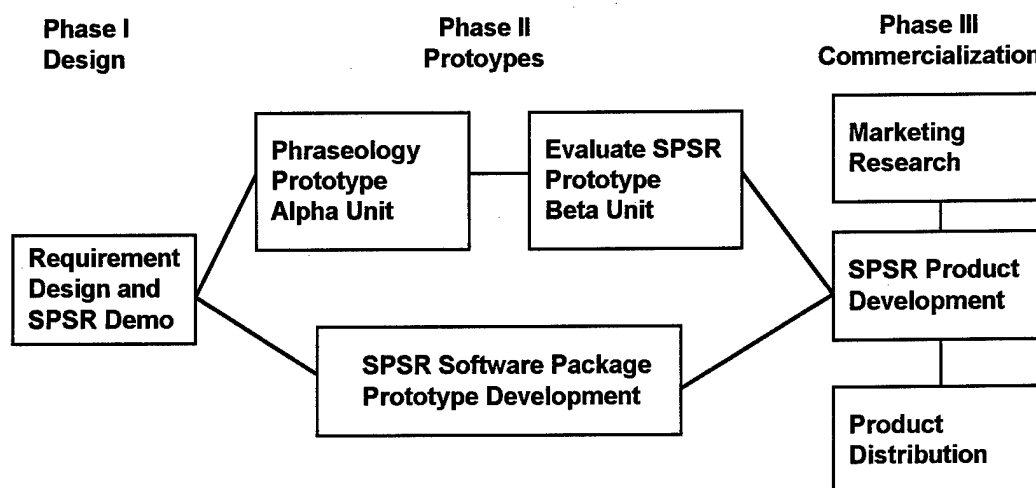 Phase I
Design
Phase II
Protoypes
Phase III
Commercialization
Requirement
Design and
SPSR Demo
Phraseology
Prototype
Alpha Unit
Evaluate SPSR
Prototype
Beta Unit
SPSR Software Package
Prototype Development
Marketing
Research
SPSR Product
Development
Product
Distribution